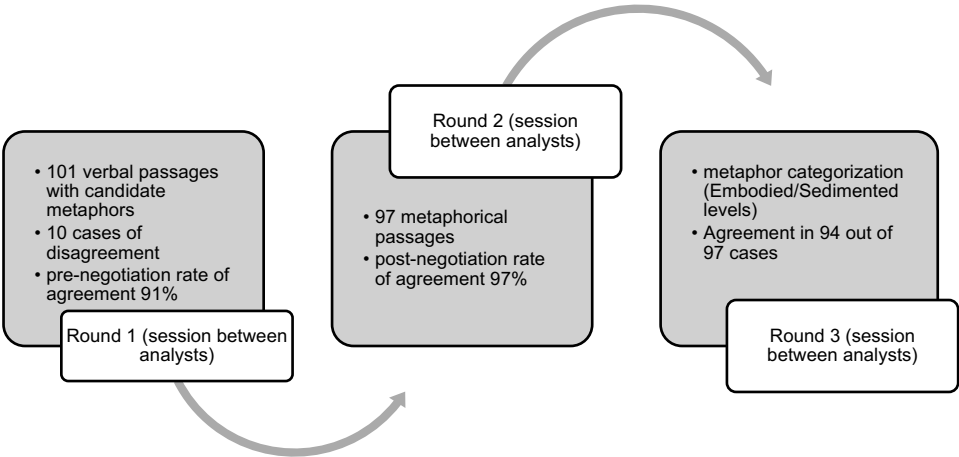 • 101 verbal passages
with candidate
metaphors
• 10 cases of
disagreement
• pre-negotiation rate of
agreement 91%
Round 1 (session between
analysts)
Round 2 (session
between analysts)
• 97 metaphorical
passages
• post-negotiation rate
of agreement 97%
• metaphor categorization
(Embodied/Sedimented
levels)
• Agreement in 94 out of
97 cases
Round 3 (session
between analysts)